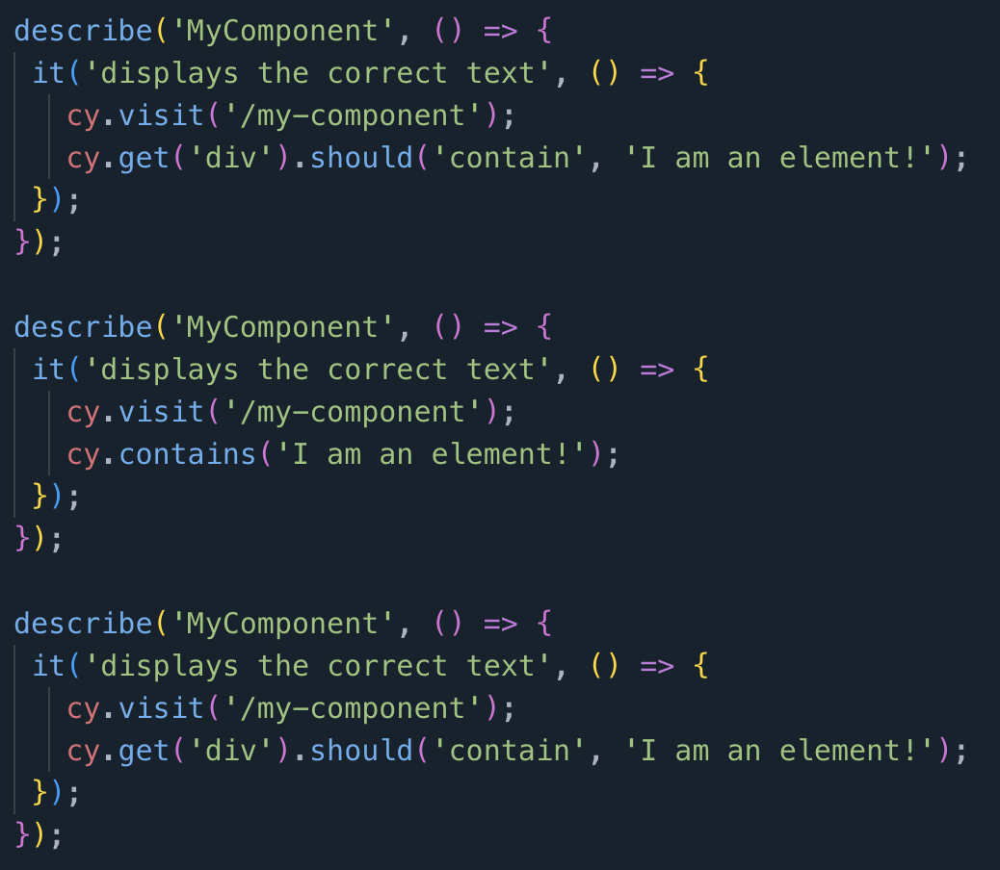 describe('MyComponent', () => {
 it('displays the correct text', () => {
   cy.visit('/my-component');
   cy.get('div').should('contain', 'I am an element!');
 });
});

describe('MyComponent', () => {
 it('displays the correct text', () => {
   cy.visit('/my-component');
   cy.contains('I am an element!');
 });
});

describe('MyComponent', () => {
 it('displays the correct text', () => {
   cy.visit('/my-component');
   cy.get('div').should('contain', 'I am an element!');
 });
});